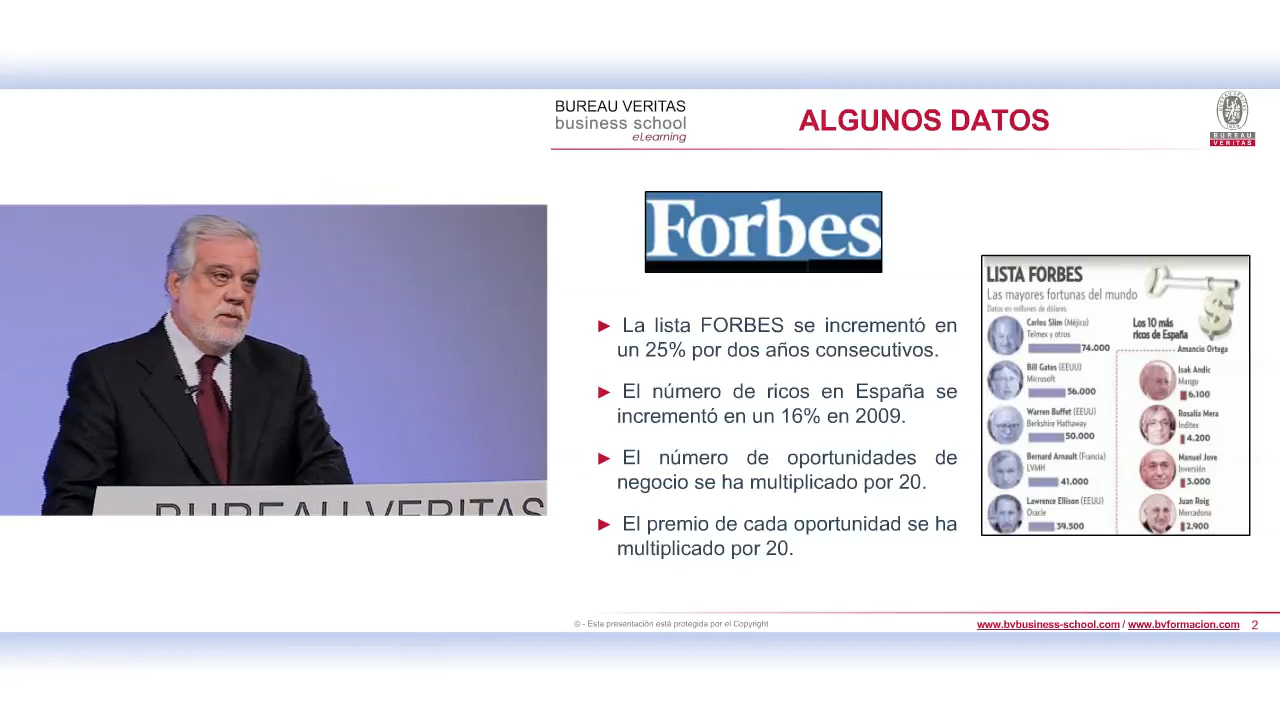 BUREAU VERITAS
business school
eLearning
ALGUNOS DATOS
BUREAU
VERITAS
Forbes
► La lista FORBES se incrementó en
un 25% por dos años consecutivos.
► El número de ricos en España se
incrementó en un 16% en 2009.
► El número de oportunidades de
negocio se ha multiplicado por 20.
► El premio de cada oportunidad se ha
multiplicado por 20.
LISTA FORBES
Las mayores fortunas del mundo
Datos en millones de dólares
Carlos Slim (Méjico)
Telmex y otros
74.000
Bill Gates (EEUU)
Microsoft
56.000
Warren Buffet (EEUU)
Berkshire Hathaway
50.000
Bernard Arnault (Francia)
LVMH
41.000
Lawrence Ellison (EEUU)
Oracle
39.500
$
Los 10 más
ricos de España
Amancio Ortega
Isak Andic
Mango
6.100
Rosalía Mera
Inditex
4.200
Manuel Jove
Inversión
3.000
Juan Roig
Mercadona
2.900
BUREAU VERITAS
© - Esta presentación está protegida por el Copyright
www.bvbusiness-school.com / www.bvformacion.com 2